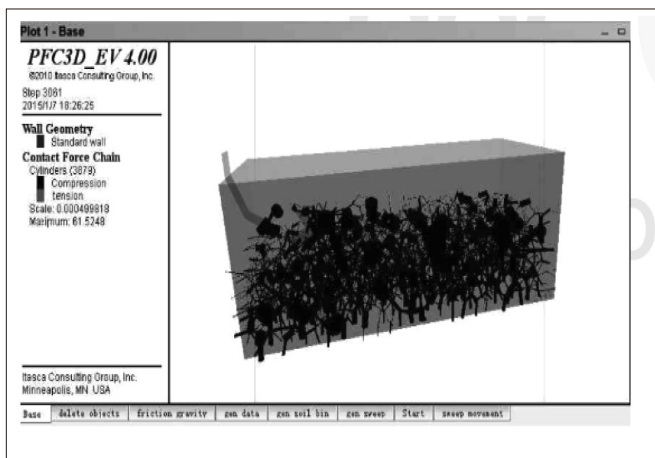 Plot 1 - Base
PFC3D_EV 4.00
©2010 Itasca Consulting Group, Inc.
Step 3661
2015/1/7 18:26:25
Wall Geometry
Standard wall
Contact Force Chain
Cylinders (3679)
Compression
tension
Scale: 0.000499818
Maximum: 61.5248
Itasca Consulting Group, Inc.
Minneapolis, MN USA
Base delete objects friction gravity gen data gen soil bin gen sweep Start sweep movement